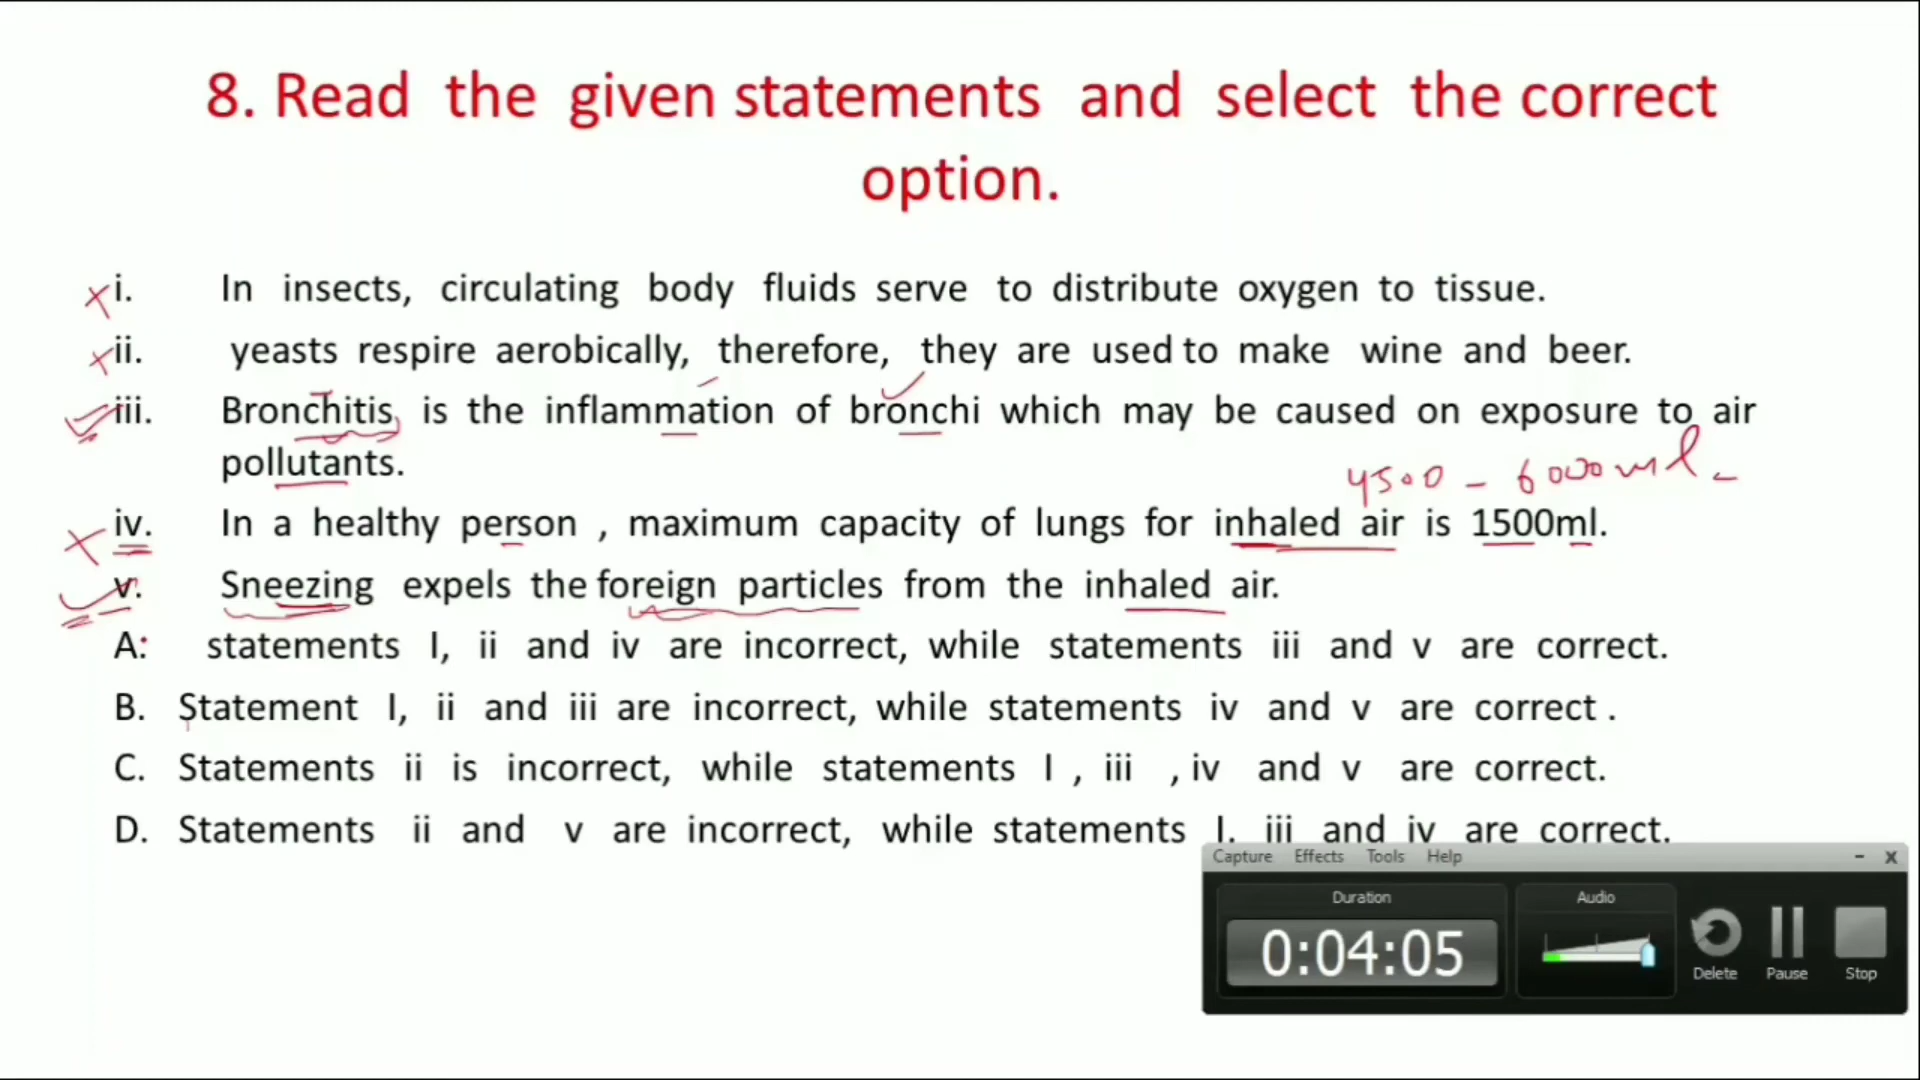 8. Read the given statements and select the correct
option.
i. In insects, circulating body fluids serve to distribute oxygen to tissue.
ii. yeasts respire aerobically, therefore, they are used to make wine and beer.
iii. Bronchitis, is the inflammation of bronchi which may be caused on exposure to air
pollutants.
4500 - 6000ml -
iv. In a healthy person , maximum capacity of lungs for inhaled air is 1500ml.
v. Sneezing expels the foreign particles from the inhaled air.
A: statements I, ii and iv are incorrect, while statements iii and v are correct.
B. Statement I, ii and iii are incorrect, while statements iv and v are correct .
C. Statements ii is incorrect, while statements I , iii , iv and v are correct.
D. Statements ii and v are incorrect, while statements I. iii and iv are correct.
Capture Effects Tools Help - x
Duration Audio
0:04:05
Delete Pause Stop